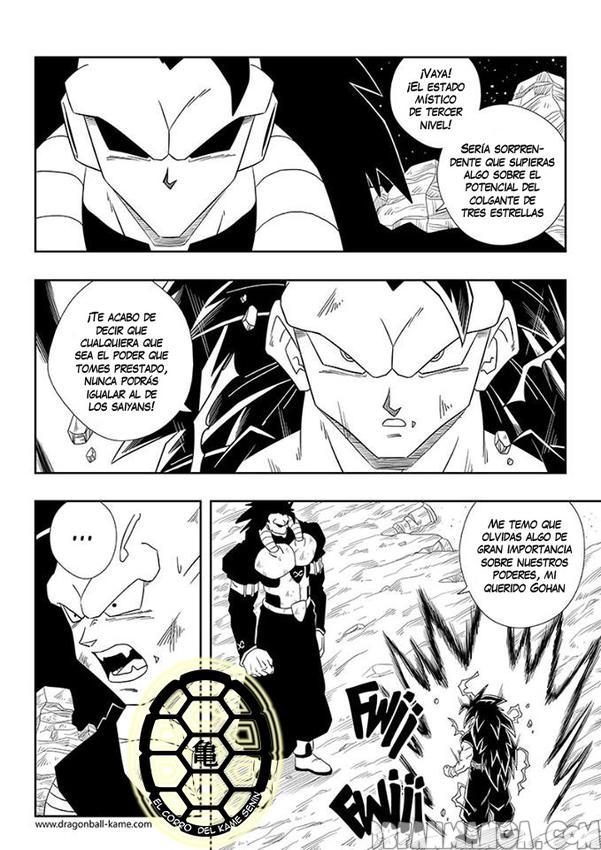 ¡VAYA!
¡EL ESTADO
MÍSTICO
DE TERCER
NIVEL!
SERÍA SORPREN-
DENTE QUE SUPIERAS
ALGO SOBRE EL
POTENCIAL DEL
COLGANTE DE
TRES ESTRELLAS
¡TE ACABO DE
DECIR QUE
CUALQUIERA QUE
SEA EL PODER QUE
TOMES PRESTADO,
NUNCA PODRÁS
IGUALAR AL DE
LOS SAIYANS!
...
ME TEMO QUE
OLVIDAS ALGO DE
GRAN IMPORTANCIA
SOBRE NUESTROS
PODERES, MI
QUERIDO GOHAN
FWIII
FWIIII
亀
EL CORRO DEL KAME SENIN
www.dragonball-kame.com